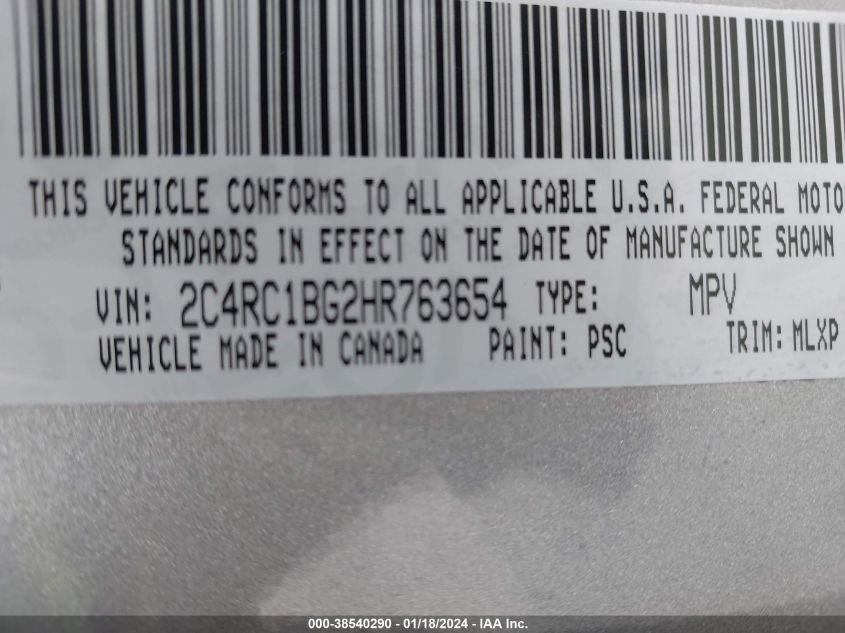 THIS VEHICLE CONFORMS TO ALL APPLICABLE U.S.A. FEDERAL MOTO
STANDARDS IN EFFECT ON THE DATE OF MANUFACTURE SHOWN
VIN: 2C4RC1BG2HR763654 TYPE: MPV
VEHICLE MADE IN CANADA PAINT: PSC TRIM: MLXP
000-38540290 - 01/18/2024 - IAA Inc.